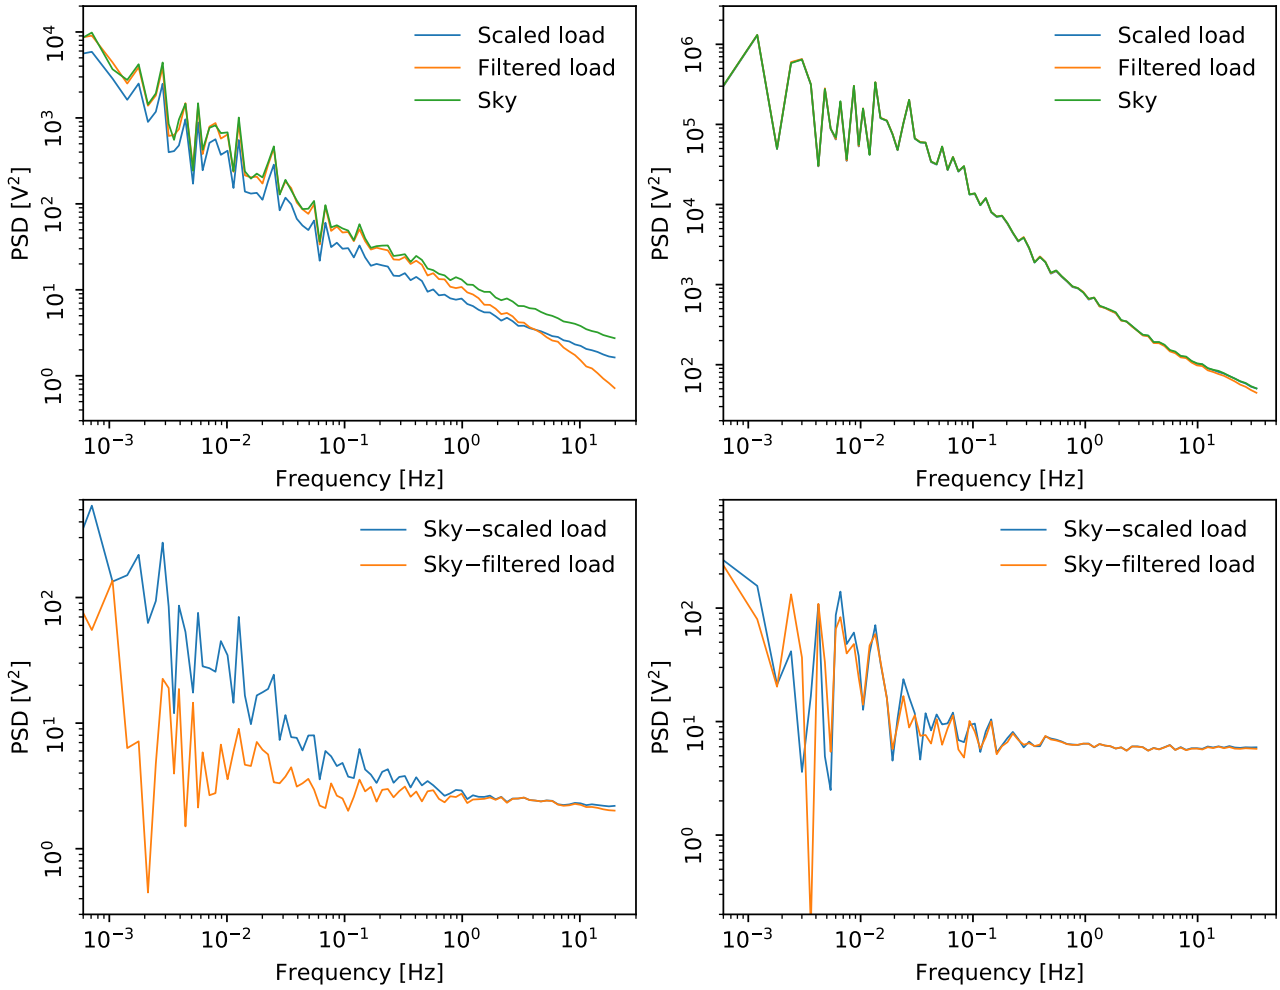 PSD [V²]
10⁴
10³
10²
10¹
10⁰
Scaled load
Filtered load
Sky
10⁻³ 10⁻² 10⁻¹ 10⁰ 10¹
Frequency [Hz]
PSD [V²]
10⁶
10⁵
10⁴
10³
10²
Scaled load
Filtered load
Sky
10⁻³ 10⁻² 10⁻¹ 10⁰ 10¹
Frequency [Hz]
PSD [V²]
10²
10¹
10⁰
Sky−scaled load
Sky−filtered load
10⁻³ 10⁻² 10⁻¹ 10⁰ 10¹
Frequency [Hz]
PSD [V²]
10²
10¹
10⁰
Sky−scaled load
Sky−filtered load
10⁻³ 10⁻² 10⁻¹ 10⁰ 10¹
Frequency [Hz]